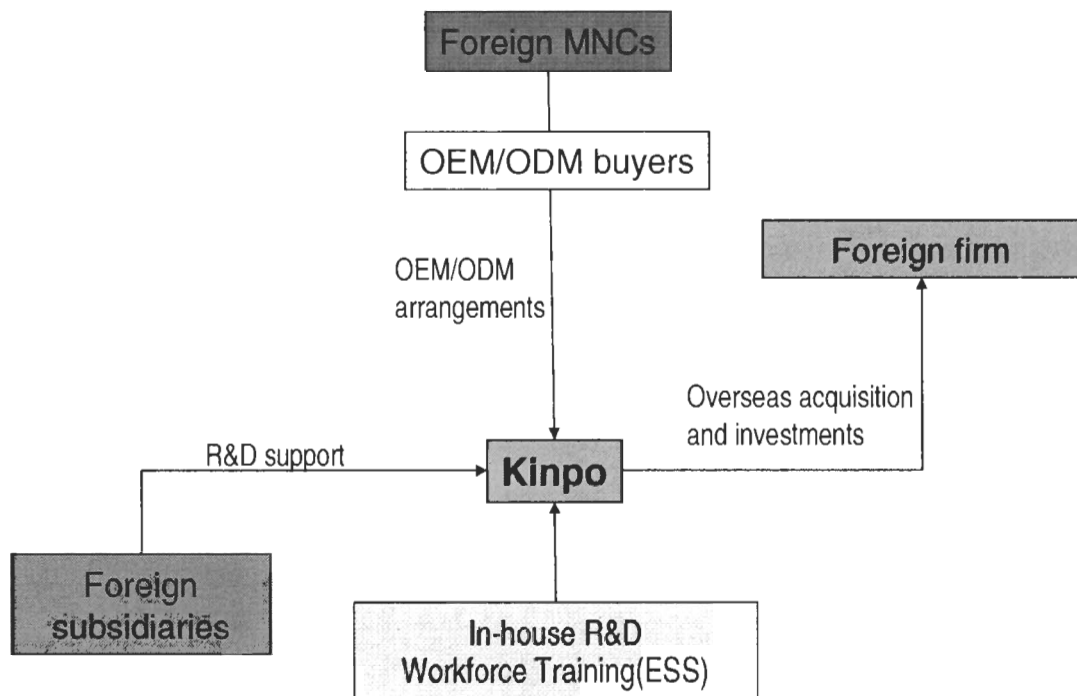 Foreign MNCs
OEM/ODM buyers
Foreign firm
OEM/ODM
arrangements
Overseas acquisition
and investments
R&D support
Kinpo
Foreign
subsidiaries
In-house R&D
Workforce Training(ESS)